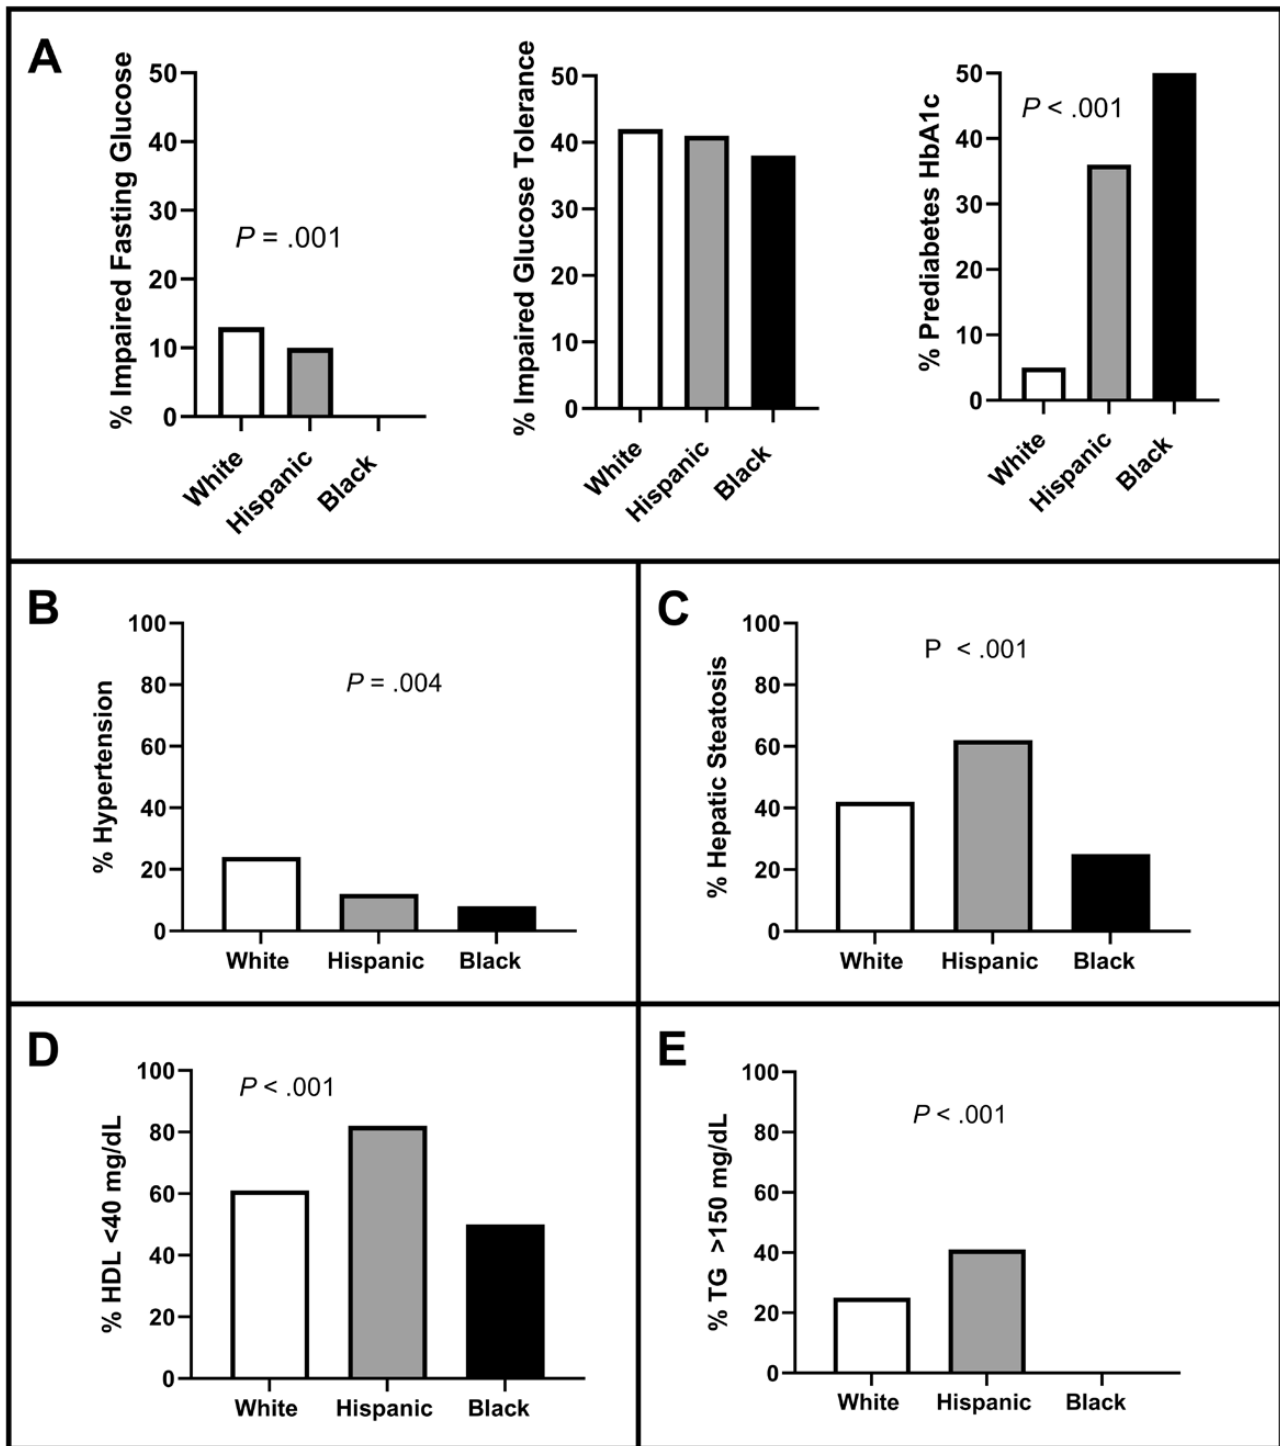 A
% Impaired Fasting Glucose
50
40
30
20
10
0
P = .001
White
Hispanic
Black
% Impaired Glucose Tolerance
50
40
30
20
10
0
White
Hispanic
Black
% Prediabetes HbA1c
50
40
30
20
10
0
P < .001
White
Hispanic
Black
B
% Hypertension
100
80
60
40
20
0
P = .004
White
Hispanic
Black
C
% Hepatic Steatosis
100
80
60
40
20
0
P < .001
White
Hispanic
Black
D
% HDL <40 mg/dL
100
80
60
40
20
0
P < .001
White
Hispanic
Black
E
% TG >150 mg/dL
100
80
60
40
20
0
P < .001
White
Hispanic
Black